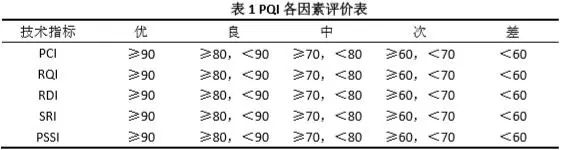 表 1 PQI 各因素评价表
技术指标 优 良 中 次 差
PCI ≥90 ≥80，＜90 ≥70，＜80 ≥60，＜70 ＜60
RQI ≥90 ≥80，＜90 ≥70，＜80 ≥60，＜70 ＜60
RDI ≥90 ≥80，＜90 ≥70，＜80 ≥60，＜70 ＜60
SRI ≥90 ≥80，＜90 ≥70，＜80 ≥60，＜70 ＜60
PSSI ≥90 ≥80，＜90 ≥70，＜80 ≥60，＜70 ＜60